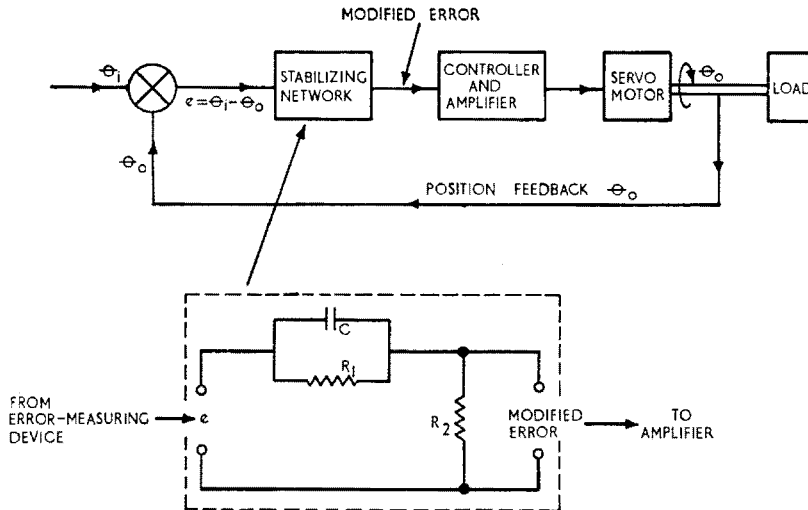 MODIFIED ERROR
θi
e = θi - θo
STABILIZING
NETWORK
CONTROLLER
AND
AMPLIFIER
SERVO
MOTOR
θo
LOAD
θo
POSITION FEEDBACK θo
C
R1
FROM
ERROR-MEASURING
DEVICE
e
R2
MODIFIED
ERROR
TO
AMPLIFIER